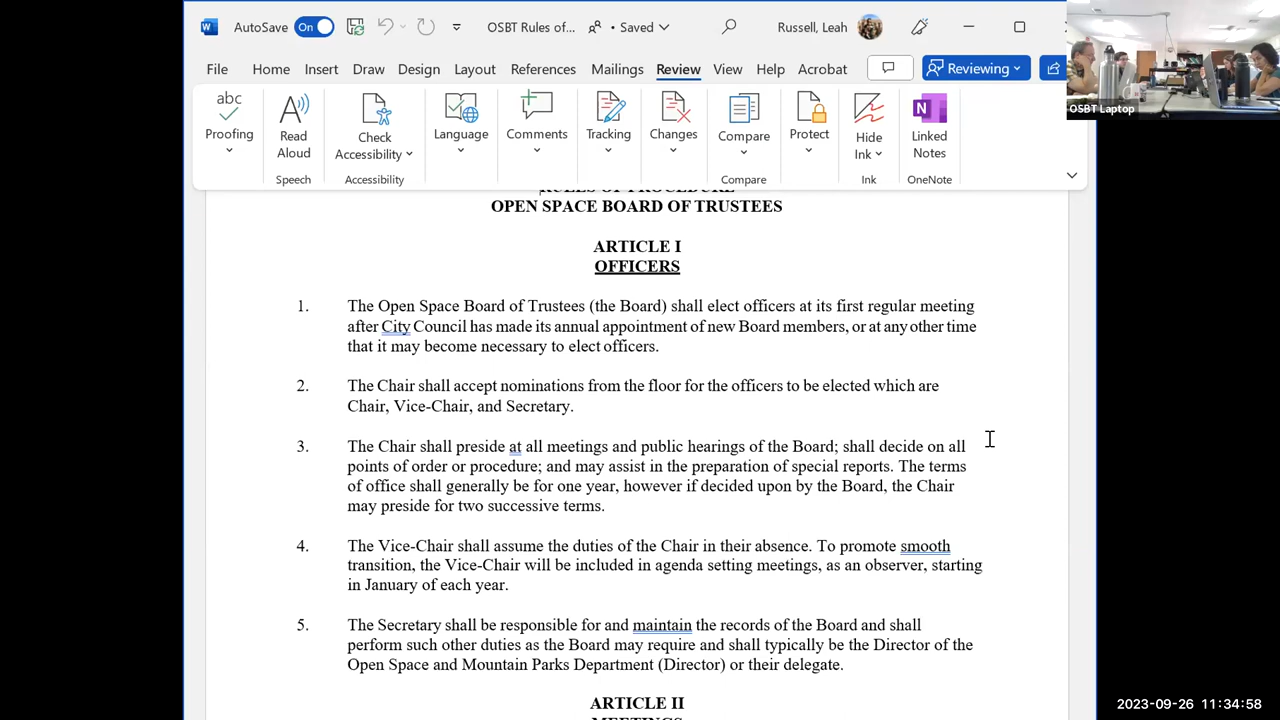 AutoSave On OSBT Rules of... • Saved Russell, Leah
File Home Insert Draw Design Layout References Mailings Review View Help Acrobat Reviewing
abc
Proofing Read Aloud Check Accessibility Language Comments Tracking Changes Compare Protect Hide Ink Linked Notes
Speech Accessibility Compare Ink OneNote
OSBT Laptop
RULES OF PROCEDURE
OPEN SPACE BOARD OF TRUSTEES
ARTICLE I
OFFICERS
1. The Open Space Board of Trustees (the Board) shall elect officers at its first regular meeting
after City Council has made its annual appointment of new Board members, or at any other time
that it may become necessary to elect officers.
2. The Chair shall accept nominations from the floor for the officers to be elected which are
Chair, Vice-Chair, and Secretary.
3. The Chair shall preside at all meetings and public hearings of the Board; shall decide on all
points of order or procedure; and may assist in the preparation of special reports. The terms
of office shall generally be for one year, however if decided upon by the Board, the Chair
may preside for two successive terms.
4. The Vice-Chair shall assume the duties of the Chair in their absence. To promote smooth
transition, the Vice-Chair will be included in agenda setting meetings, as an observer, starting
in January of each year.
5. The Secretary shall be responsible for and maintain the records of the Board and shall
perform such other duties as the Board may require and shall typically be the Director of the
Open Space and Mountain Parks Department (Director) or their delegate.
ARTICLE II
MEETINGS
2023-09-26 11:34:58